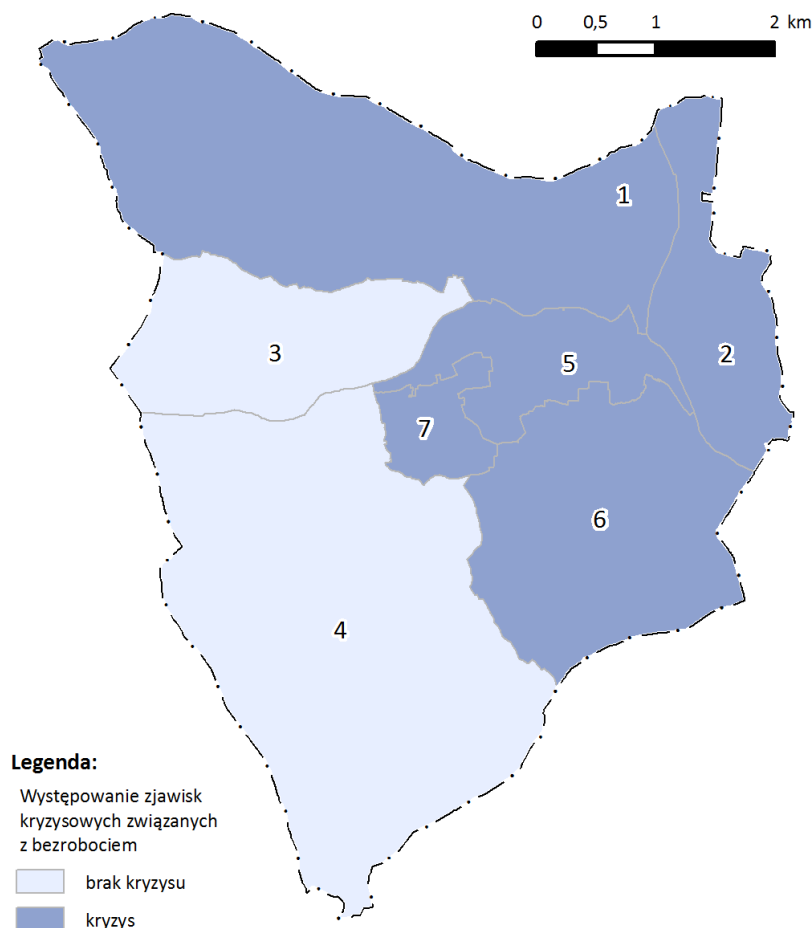 0 0,5 1 2 km
1
2
3
5
7
6
4
Legenda:
Występowanie zjawisk
kryzysowych związanych
z bezrobociem
brak kryzysu
kryzys